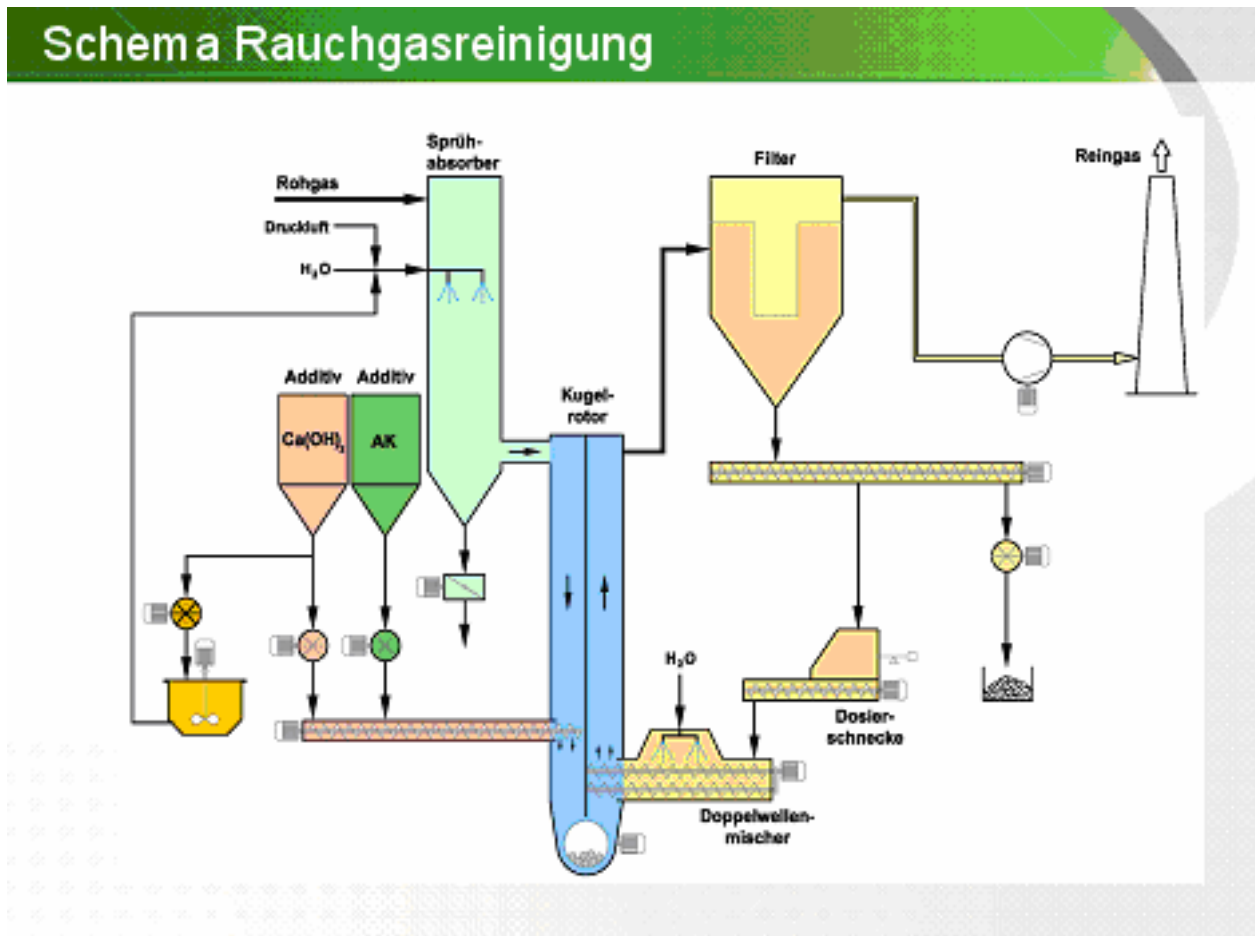 Schema Rauchgasreinigung
Sprüh-
absorber
Filter
Reingas
Rohgas
Druckluft
H₂O
Additiv
Additiv
Kugel-
rotor
Ca(OH)₂
AK
H₂O
Dosier-
schnecke
Doppelwellen-
mischer